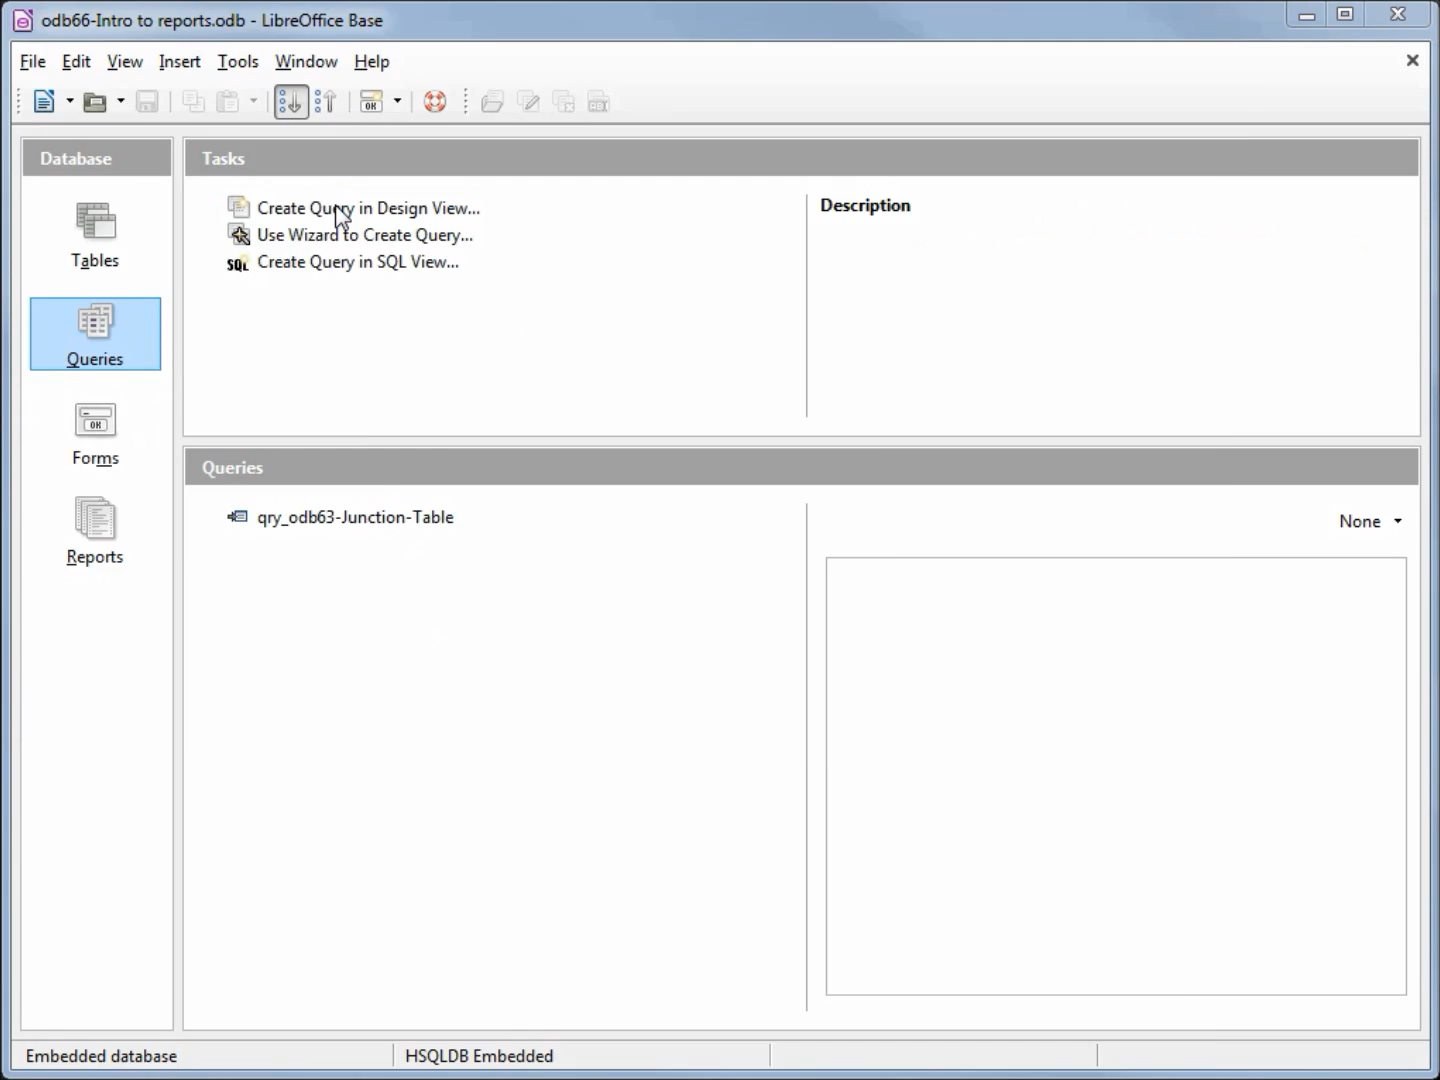 odb66-Intro to reports.odb - LibreOffice Base
File Edit View Insert Tools Window Help
Database
Tasks
Tables
Queries
Forms
Reports
Create Query in Design View...
Use Wizard to Create Query...
SQL Create Query in SQL View...
Description
Queries
qry_odb63-Junction-Table
None
Embedded database
HSQLDB Embedded